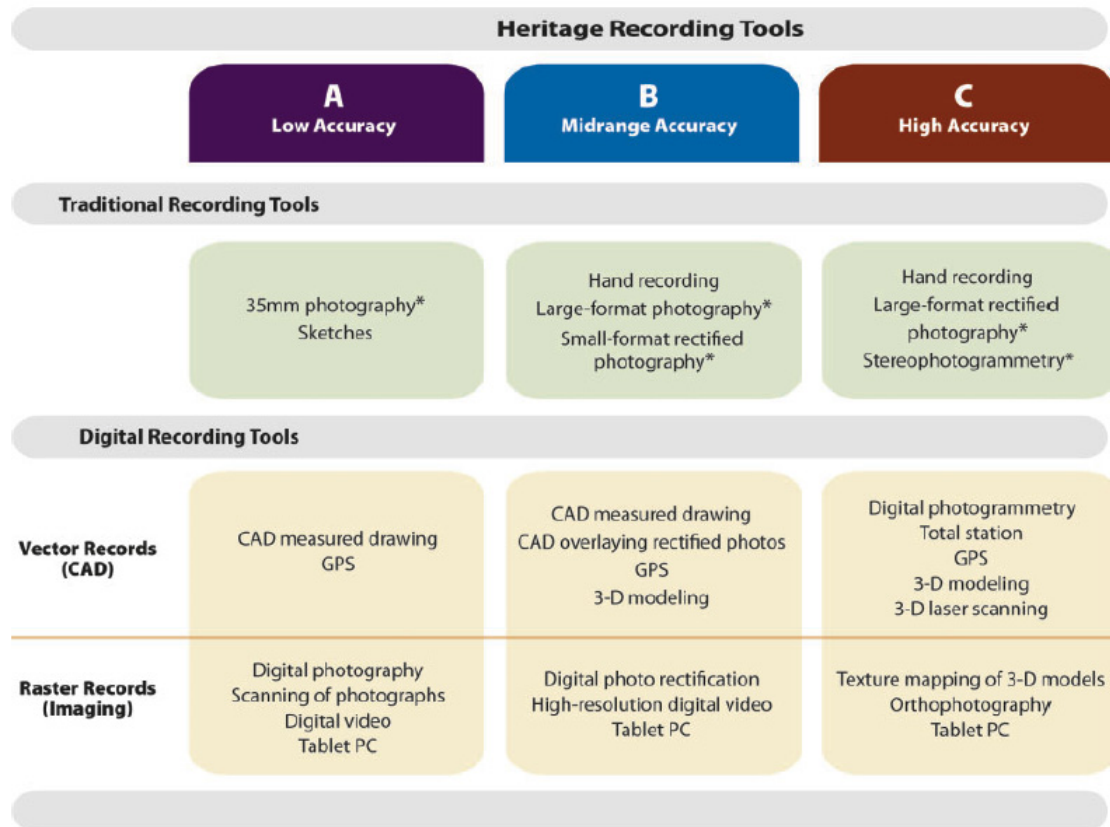 Heritage Recording Tools
A
Low Accuracy
B
Midrange Accuracy
C
High Accuracy
Traditional Recording Tools
35mm photography*
Sketches
Hand recording
Large-format photography*
Small-format rectified
photography*
Hand recording
Large-format rectified
photography*
Stereophotogrammetry*
Digital Recording Tools
Vector Records
(CAD)
CAD measured drawing
GPS
CAD measured drawing
CAD overlaying rectified photos
GPS
3-D modeling
Digital photogrammetry
Total station
GPS
3-D modeling
3-D laser scanning
Raster Records
(Imaging)
Digital photography
Scanning of photographs
Digital video
Tablet PC
Digital photo rectification
High-resolution digital video
Tablet PC
Texture mapping of 3-D models
Orthophotography
Tablet PC